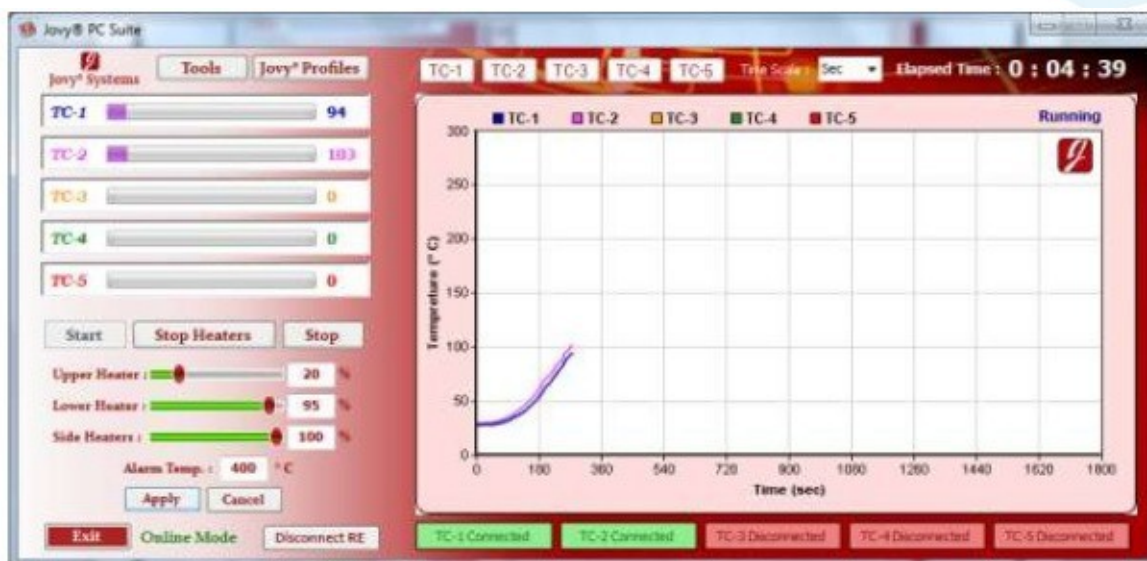 Jovy® PC Suite
Jovy® Systems
Tools
Jovy® Profiles
TC-1 94
TC-2 103
TC-3 0
TC-4 0
TC-5 0
Start
Stop Heaters
Stop
Upper Heater : 20 %
Lower Heater : 95 %
Side Heaters : 100 %
Alarm Temp. : 400 ° C
Apply
Cancel
Exit
Online Mode
Disconnect RE
TC-1 TC-2 TC-3 TC-4 TC-5 Time Scale : Sec Elapsed Time : 0 : 04 : 39
TC-1 TC-2 TC-3 TC-4 TC-5 Running
300
250
200
150
100
50
0
Tempreture (° C)
0 180 360 540 720 900 1080 1260 1440 1620 1800
Time (sec)
TC-1 Connected
TC-2 Connected
TC-3 Disconnected
TC-4 Disconnected
TC-5 Disconnected